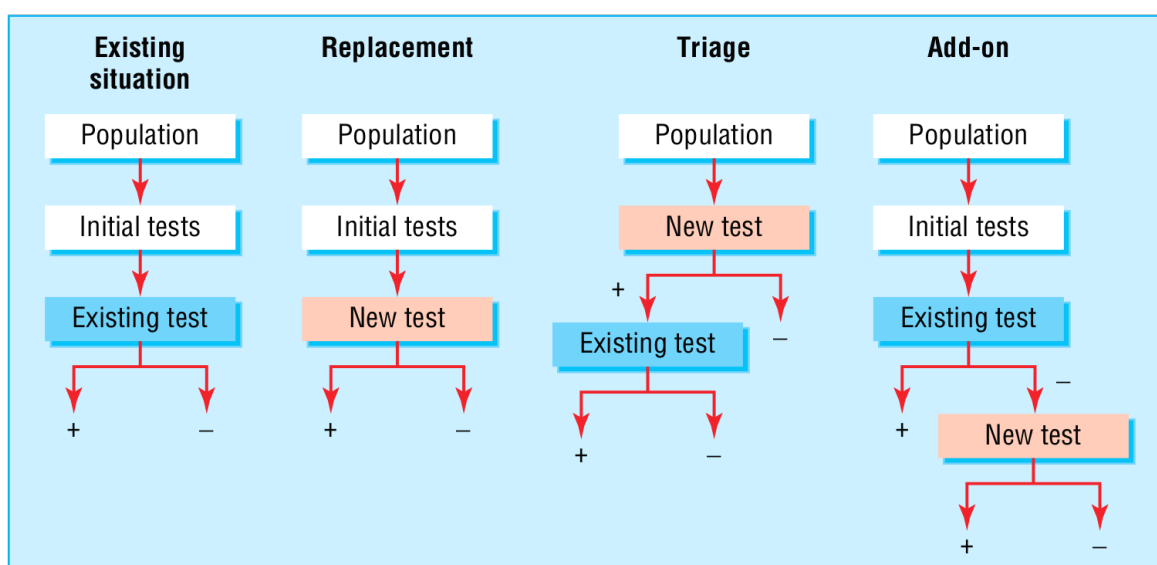 Existing
situation
Population
Initial tests
Existing test
+ –
Replacement
Population
Initial tests
New test
+ –
Triage
Population
New test
+ –
Existing test
+ –
Add-on
Population
Initial tests
Existing test
+ –
New test
+ –